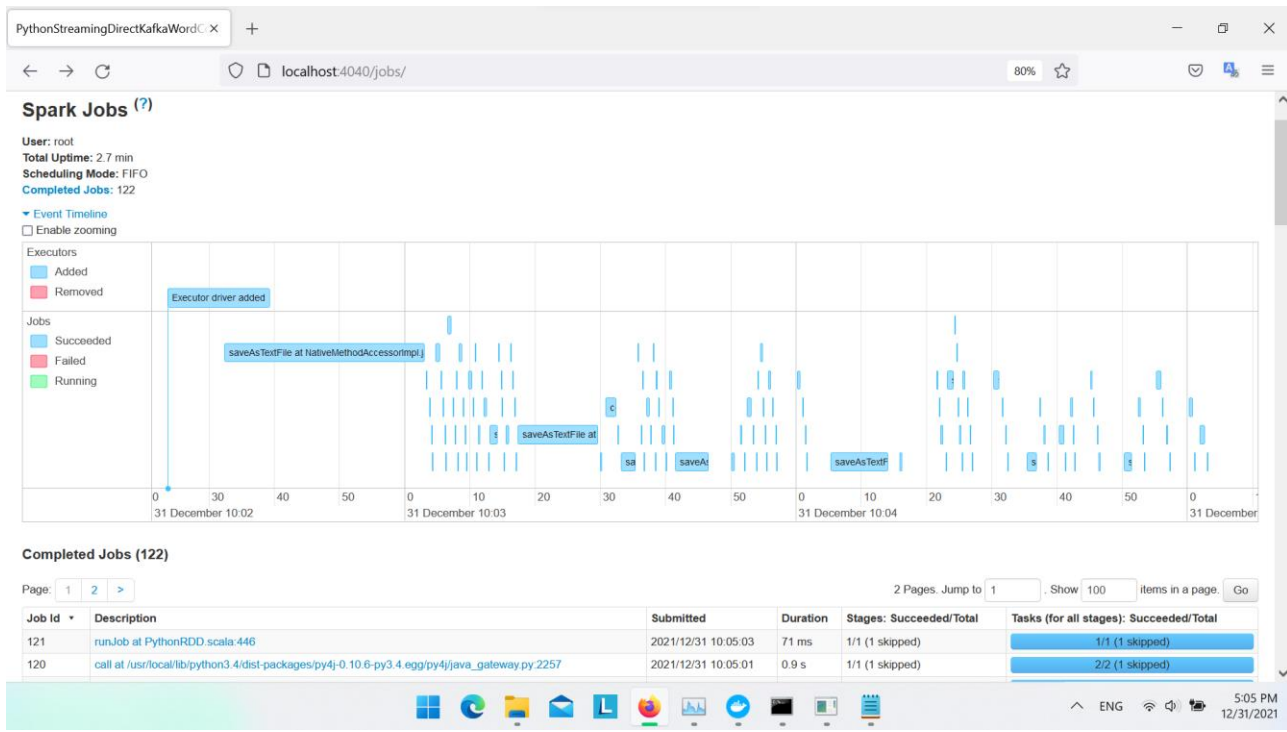 PythonStreamingDirectKafkaWordC
localhost:4040/jobs/
80%
Spark Jobs (?)
User: root
Total Uptime: 2.7 min
Scheduling Mode: FIFO
Completed Jobs: 122
Event Timeline
Enable zooming
Executors
Added
Removed
Executor driver added
Jobs
Succeeded
Failed
Running
saveAsTextFile at NativeMethodAccessorImpl.j
c
s
saveAsTextFile at
sa
saveAs
saveAsTextF
s
s
s
0 30 40 50 0 10 20 30 40 50 0 10 20 30 40 50 0
31 December 10:02 31 December 10:03 31 December 10:04 31 December
Completed Jobs (122)
Page: 1 2 > 2 Pages. Jump to 1 . Show 100 items in a page. Go
Job Id Description Submitted Duration Stages: Succeeded/Total Tasks (for all stages): Succeeded/Total
121 runJob at PythonRDD.scala:446 2021/12/31 10:05:03 71 ms 1/1 (1 skipped) 1/1 (1 skipped)
120 call at /usr/local/lib/python3.4/dist-packages/py4j-0.10.6-py3.4.egg/py4j/java_gateway.py:2257 2021/12/31 10:05:01 0.9 s 1/1 (1 skipped) 2/2 (1 skipped)
L
ENG 5:05 PM
12/31/2021